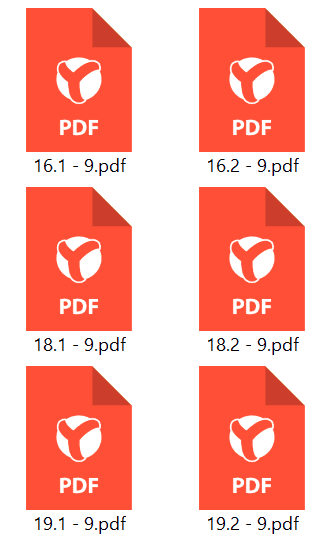 PDF PDF
16.1 - 9.pdf 16.2 - 9.pdf
PDF PDF
18.1 - 9.pdf 18.2 - 9.pdf
PDF PDF
19.1 - 9.pdf 19.2 - 9.pdf